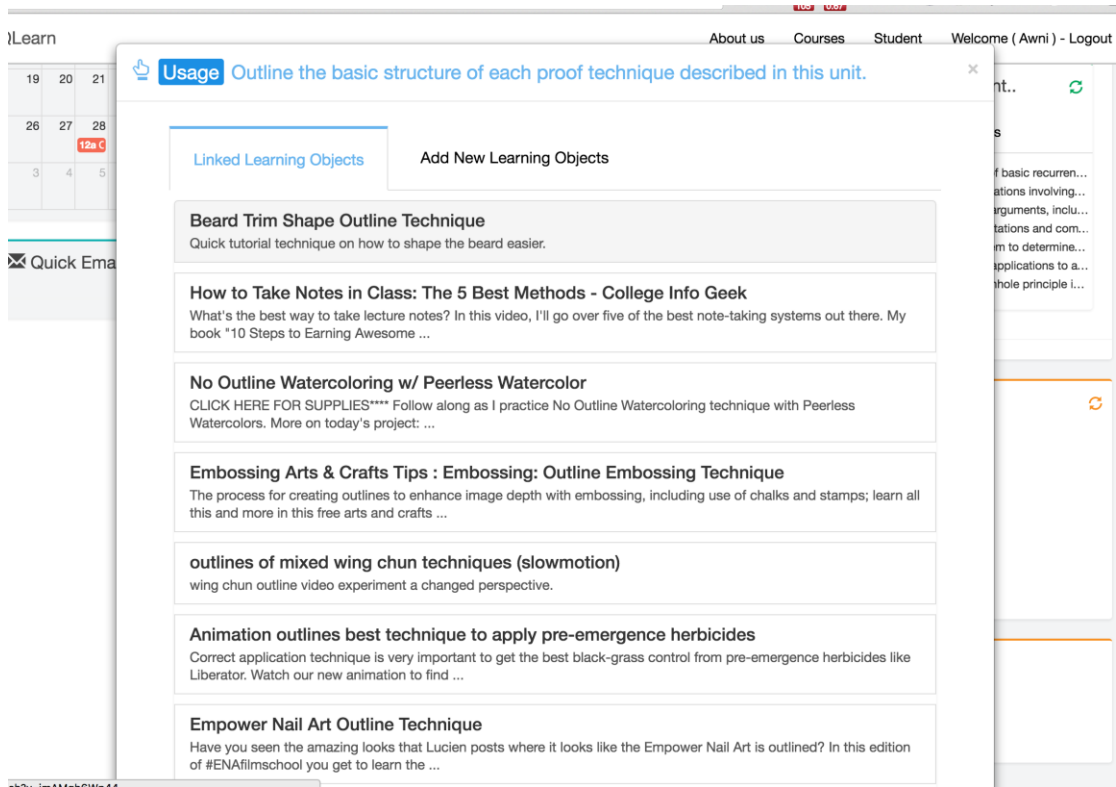 103 0.87
QLearn
About us Courses Student Welcome ( Awni ) - Logout
19 20 21
26 27 28
12a C
3 4 5
Quick Ema
Usage Outline the basic structure of each proof technique described in this unit.
×
Linked Learning Objects Add New Learning Objects
Beard Trim Shape Outline Technique
Quick tutorial technique on how to shape the beard easier.
How to Take Notes in Class: The 5 Best Methods - College Info Geek
What's the best way to take lecture notes? In this video, I'll go over five of the best note-taking systems out there. My
book "10 Steps to Earning Awesome ...
No Outline Watercoloring w/ Peerless Watercolor
CLICK HERE FOR SUPPLIES**** Follow along as I practice No Outline Watercoloring technique with Peerless
Watercolors. More on today's project: ...
Embossing Arts & Crafts Tips : Embossing: Outline Embossing Technique
The process for creating outlines to enhance image depth with embossing, including use of chalks and stamps; learn all
this and more in this free arts and crafts ...
outlines of mixed wing chun techniques (slowmotion)
wing chun outline video experiment a changed perspective.
Animation outlines best technique to apply pre-emergence herbicides
Correct application technique is very important to get the best black-grass control from pre-emergence herbicides like
Liberator. Watch our new animation to find ...
Empower Nail Art Outline Technique
Have you seen the amazing looks that Lucien posts where it looks like the Empower Nail Art is outlined? In this edition
of #ENAfilmschool you get to learn the ...
nt..
s
f basic recurren...
ations involving...
arguments, inclu...
tations and com...
m to determine...
applications to a...
nhole principle i...